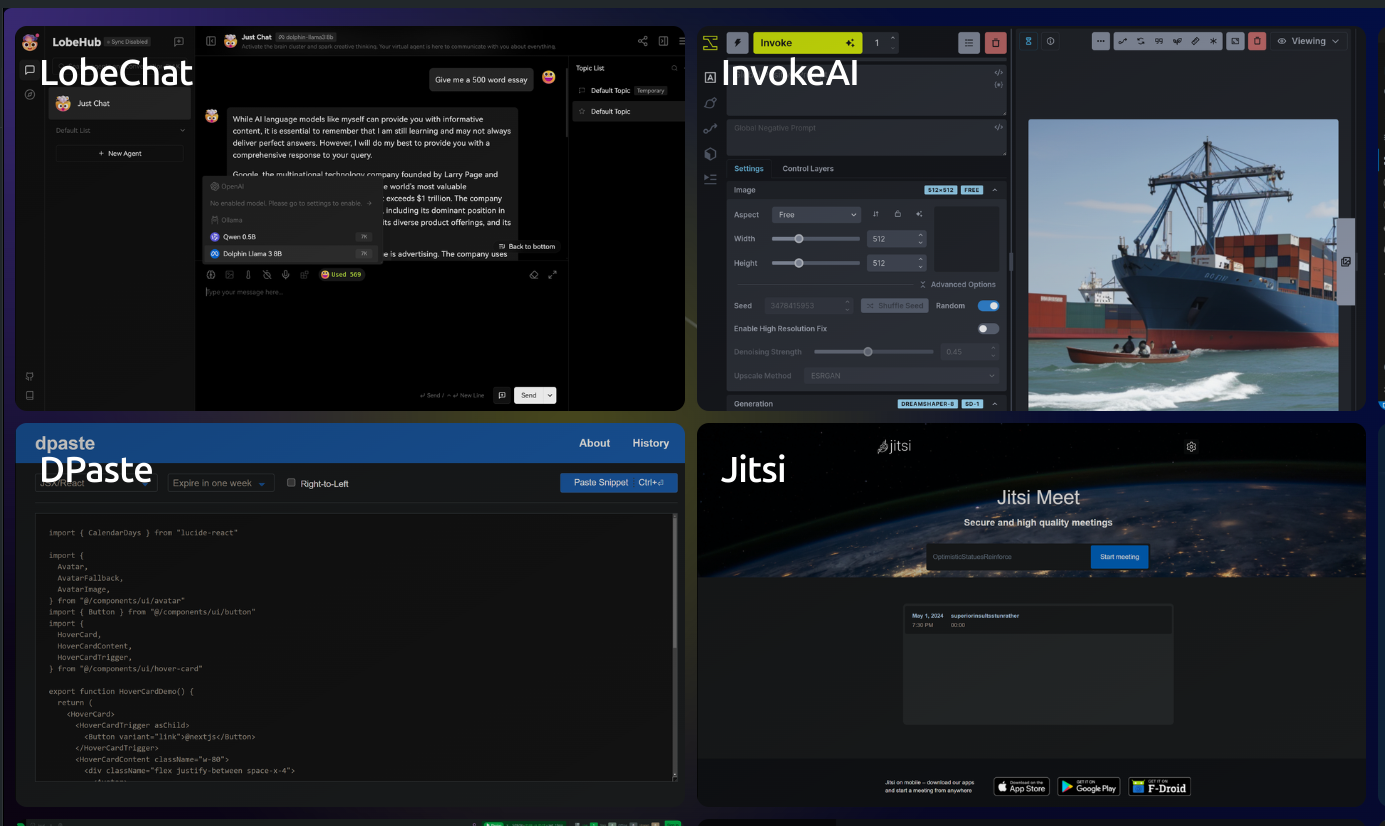 LobeHub
Sync Disabled
LobeChat
Just Chat
Default List
+ New Agent
Just Chat
dolphin-llama3:8b
Activate the brain cluster and spark creative thinking. Your virtual agent is here to communicate with you about everything.
Give me a 500 word essay
While AI language models like myself can provide you with informative
content, it is essential to remember that I am still learning and may not always
deliver perfect answers. However, I will do my best to provide you with a
comprehensive response to your query.
Google, the multinational technology company founded by Larry Page and
e world's most valuable
t exceeds $1 trillion. The company
, including its dominant position in
its diverse product offerings, and its
e is advertising. The company uses
OpenAI
No enabled model. Please go to settings to enable. →
Ollama
Qwen 0.5B 7K
Dolphin Llama 3 8B 7K
Back to bottom
Used 569
Type your message here...
Send / New Line
Send
Topic List
Default Topic Temporary
Default Topic
Invoke 1
InvokeAI
Global Negative Prompt
Settings Control Layers
Image 512×512 FREE
Aspect Free
Width 512
Height 512
Advanced Options
Seed 3476415953 Shuffle Seed Random
Enable High Resolution Fix
Denoising Strength 0.45
Upscale Method ESRGAN
Generation DREAMSHAPER-8 SD-1
Viewing
dpaste
About History
DPaste
JSX/React
Expire in one week
Right-to-Left
Paste Snippet Ctrl+⏎
import { CalendarDays } from "lucide-react"
import {
Avatar,
AvatarFallback,
AvatarImage,
} from "@/components/ui/avatar"
import { Button } from "@/components/ui/button"
import {
HoverCard,
HoverCardContent,
HoverCardTrigger,
} from "@/components/ui/hover-card"
export function HoverCardDemo() {
return (
<HoverCard>
<HoverCardTrigger asChild>
<Button variant="link">@nextjs</Button>
</HoverCardTrigger>
<HoverCardContent className="w-80">
<div className="flex justify-between space-x-4">
jitsi
Jitsi
Jitsi Meet
Secure and high quality meetings
OptimisticStatuesReinforce
Start meeting
May 1, 2024 superiorinsultsstunrather
7:36 PM 00:00
Jitsi on mobile – download our apps
and start a meeting from anywhere
Download on the
App Store
GET IT ON
Google Play
GET IT ON
F-Droid